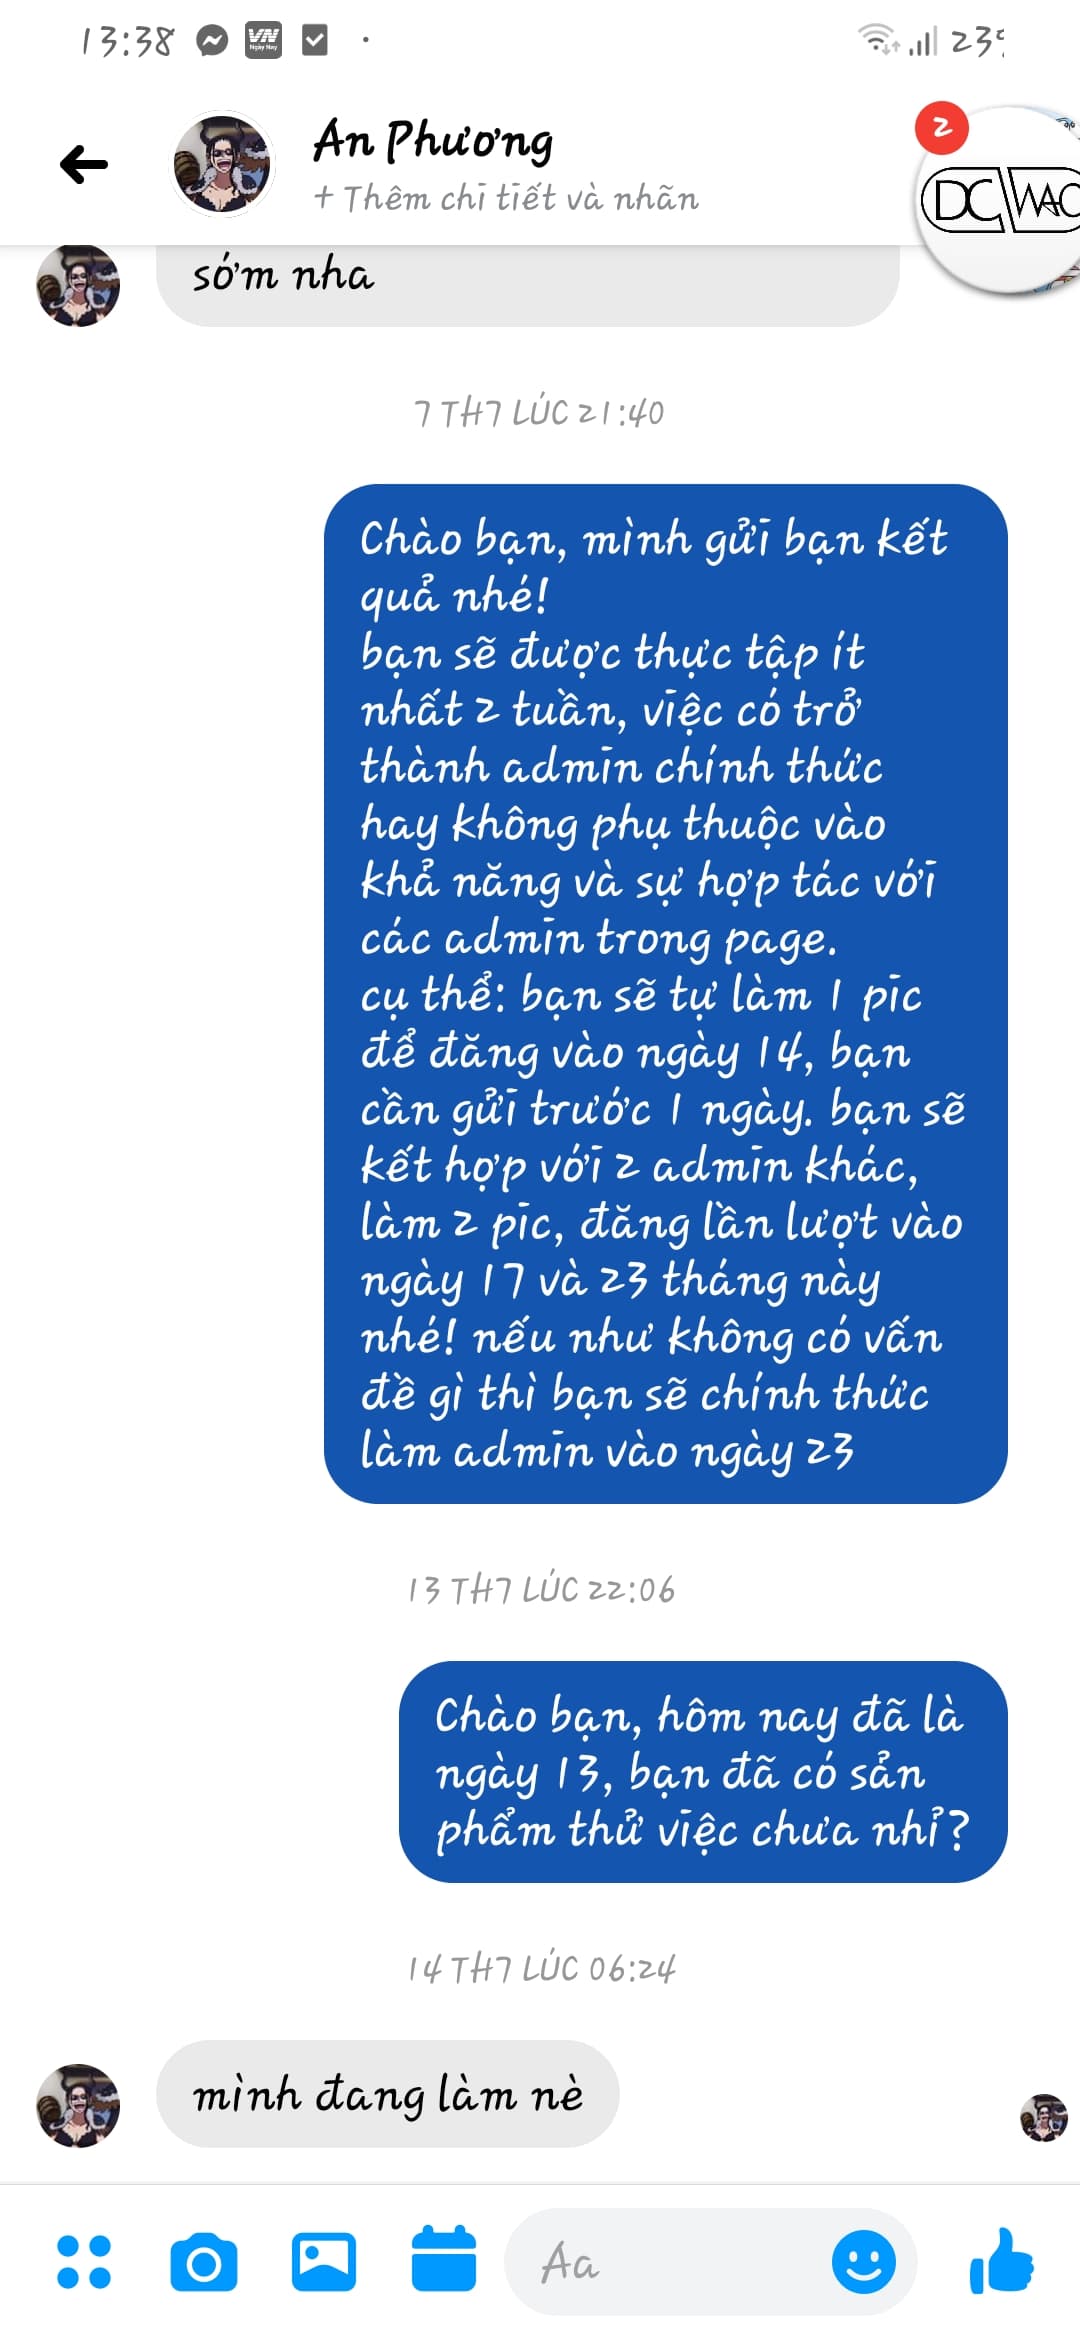 13:38
VN
Ngày Nay
An Phương
+ Thêm chi tiết và nhãn
2
DC WAC
sớm nha
7 TH7 LÚC 21:40
Chào bạn, mình gửi bạn kết
quả nhé!
bạn sẽ được thực tập ít
nhất 2 tuần, việc có trở
thành admin chính thức
hay không phụ thuộc vào
khả năng và sự hợp tác với
các admin trong page.
cụ thể: bạn sẽ tự làm 1 pic
để đăng vào ngày 14, bạn
cần gửi trước 1 ngày. bạn sẽ
kết hợp với 2 admin khác,
làm 2 pic, đăng lần lượt vào
ngày 17 và 23 tháng này
nhé! nếu như không có vấn
đề gì thì bạn sẽ chính thức
làm admin vào ngày 23
13 TH7 LÚC 22:06
Chào bạn, hôm nay đã là
ngày 13, bạn đã có sản
phẩm thử việc chưa nhỉ?
14 TH7 LÚC 06:24
mình đang làm nè
Aa